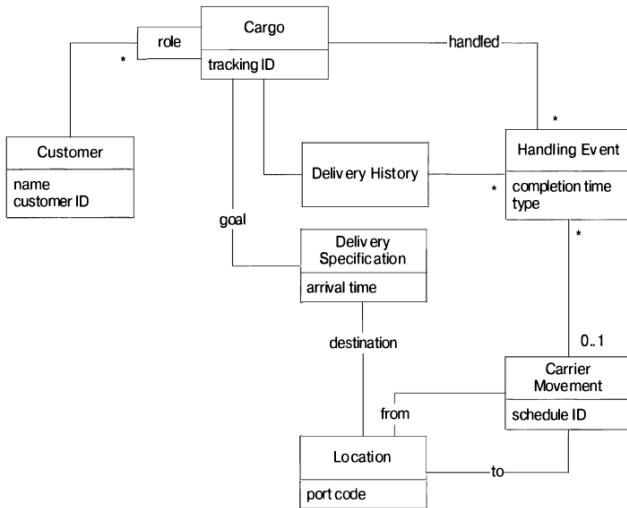 Cargo
role
handled
tracking ID
*
*
Customer
Handling Event
name
customer ID
Delivery History
completion time
type
*
goal
*
Delivery
Specification
arrival time
destination
0..1
Carrier
Movement
from
schedule ID
Location
to
port code